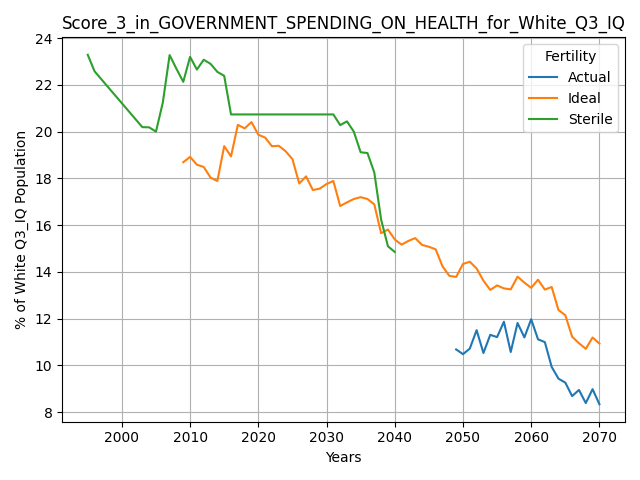 Score_3_in_GOVERNMENT_SPENDING_ON_HEALTH_for_White_Q3_IQ
Fertility
Actual
Ideal
Sterile
% of White Q3_IQ Population
24
22
20
18
16
14
12
10
8
2000 2010 2020 2030 2040 2050 2060 2070
Years